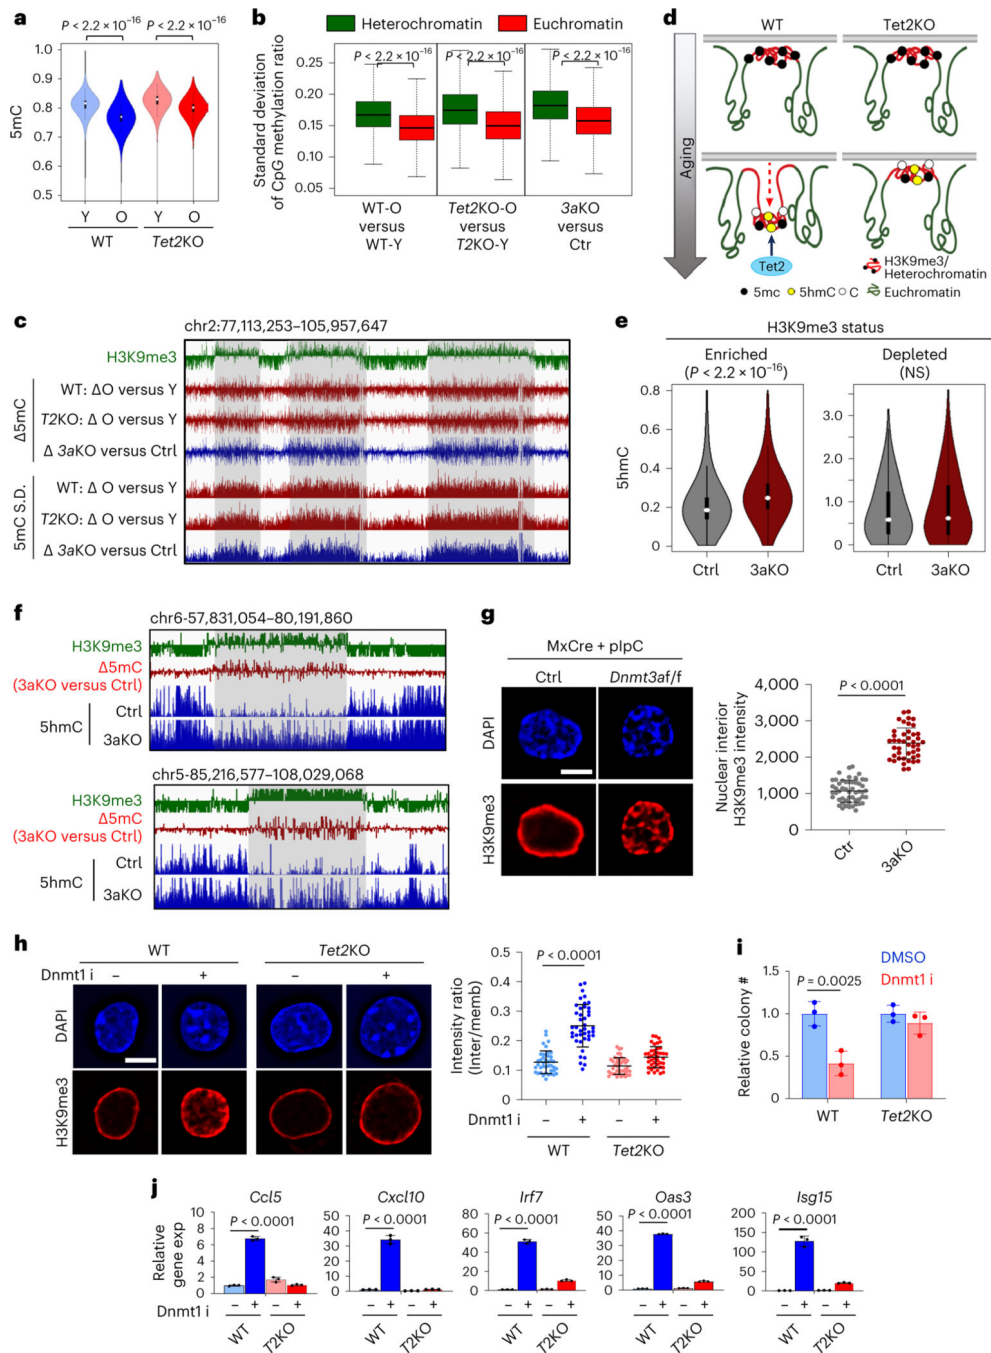 a
P < 2.2 × 10⁻¹⁶ P < 2.2 × 10⁻¹⁶
1.0
0.9
0.8
0.7
0.6
0.5
5mC
Y O Y O
WT Tet2KO
b
Heterochromatin Euchromatin
P < 2.2 × 10⁻¹⁶ P < 2.2 × 10⁻¹⁶ P < 2.2 × 10⁻¹⁶
0.25
0.20
0.15
0.10
0.05
Standard deviation
of CpG methylation ratio
WT-O
versus
WT-Y
Tet2KO-O
versus
T2KO-Y
3aKO
versus
Ctr
d
WT Tet2KO
Aging
Tet2
H3K9me3/
Heterochromatin
5mc 5hmC C Euchromatin
c
chr2:77,113,253–105,957,647
H3K9me3
Δ5mC
WT: ΔO versus Y
T2KO: Δ O versus Y
Δ 3aKO versus Ctrl
5mC S.D.
WT: Δ O versus Y
T2KO: Δ O versus Y
Δ 3aKO versus Ctrl
e
H3K9me3 status
Enriched
(P < 2.2 × 10⁻¹⁶)
Depleted
(NS)
5hmC
0.8
0.6
0.4
0.2
0
Ctrl 3aKO
3.0
2.0
1.0
0
Ctrl 3aKO
f
chr6-57,831,054–80,191,860
H3K9me3
Δ5mC
(3aKO versus Ctrl)
5hmC
Ctrl
3aKO
chr5-85,216,577–108,029,068
H3K9me3
Δ5mC
(3aKO versus Ctrl)
5hmC
Ctrl
3aKO
g
MxCre + pIpC
Ctrl Dnmt3af/f
DAPI
H3K9me3
P < 0.0001
Nuclear interior
H3K9me3 intensity
4,000
3,000
2,000
1,000
0
Ctr 3aKO
h
WT Tet2KO
Dnmt1 i – + – +
DAPI
H3K9me3
P < 0.0001
Intensity ratio
(Inter/memb)
0.5
0.4
0.3
0.2
0.1
0
Dnmt1 i – + – +
WT Tet2KO
i
DMSO
Dnmt1 i
P = 0.0025
Relative colony #
1.5
1.0
0.5
0
WT Tet2KO
j
Ccl5 Cxcl10 Irf7 Oas3 Isg15
P < 0.0001 P < 0.0001 P < 0.0001 P < 0.0001 P < 0.0001
Relative
gene exp
10
8
6
4
2
0
50
40
30
20
10
0
80
60
40
20
0
50
40
30
20
10
0
200
150
100
50
0
Dnmt1 i – + – + – + – + – + – + – + – + – + – +
WT T2KO WT T2KO WT T2KO WT T2KO WT T2KO